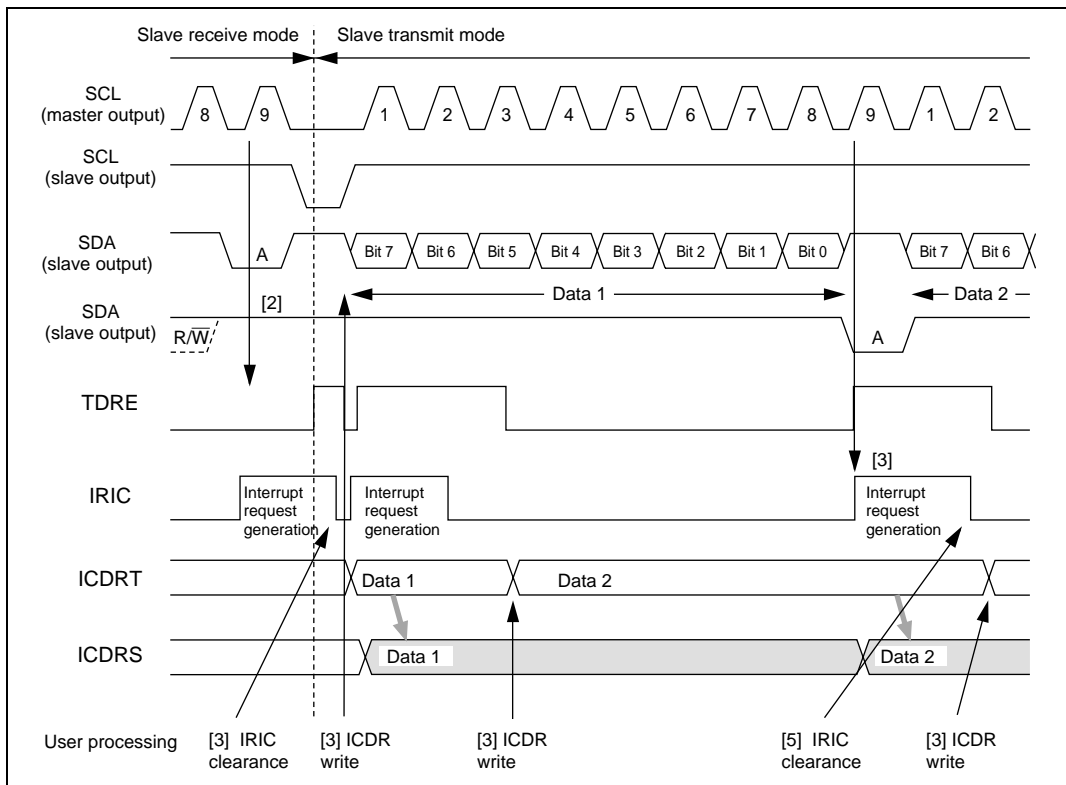 Slave receive mode
Slave transmit mode
SCL
(master output)
8 9 1 2 3 4 5 6 7 8 9 1 2
SCL
(slave output)
SDA
(slave output)
A
Bit 7 Bit 6 Bit 5 Bit 4 Bit 3 Bit 2 Bit 1 Bit 0 Bit 7 Bit 6
[2]
Data 1
Data 2
SDA
(slave output)
R/W̅
A
TDRE
[3]
IRIC
Interrupt
request
generation
Interrupt
request
generation
Interrupt
request
generation
ICDRT
Data 1
Data 2
ICDRS
Data 1
Data 2
User processing
[3] IRIC
clearance
[3] ICDR
write
[3] ICDR
write
[5] IRIC
clearance
[3] ICDR
write